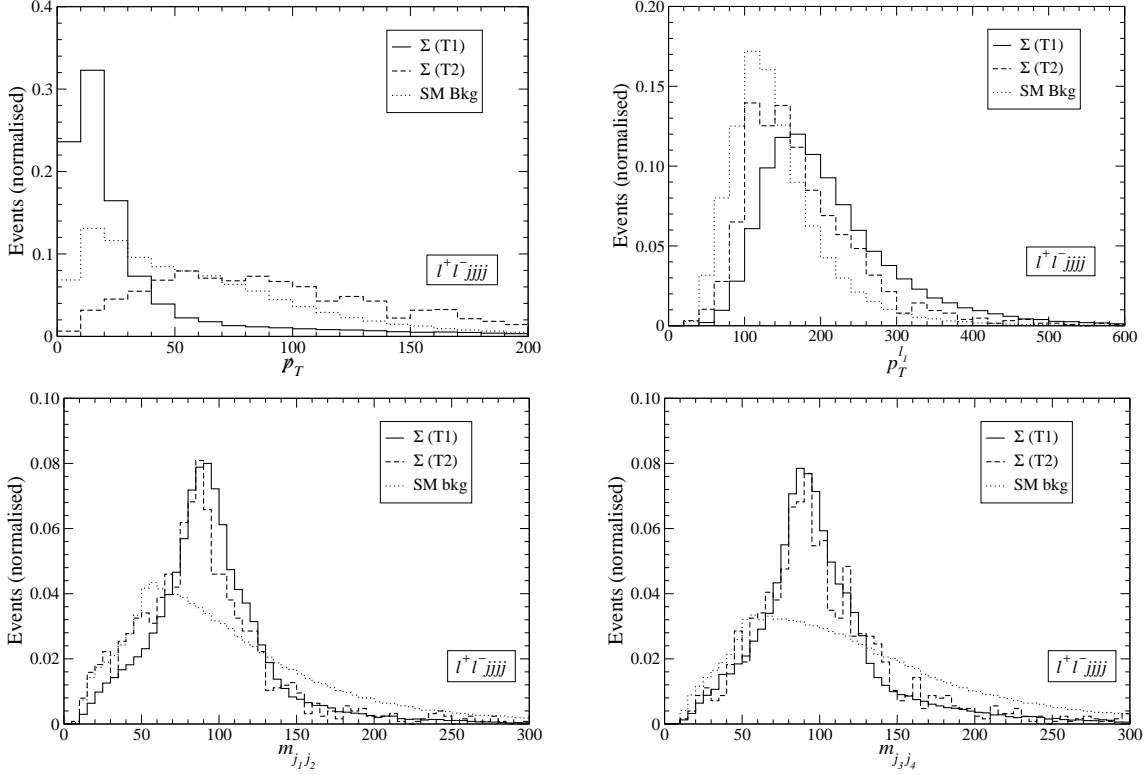 0.4
0.3
0.2
0.1
0
Events (normalised)
Σ (T1)
Σ (T2)
SM Bkg
l⁺l⁻jjjj
0 50 100 150 200
p̸_T
0.20
0.15
0.10
0.05
0
Events (normalised)
Σ (T1)
Σ (T2)
SM Bkg
l⁺l⁻jjjj
0 100 200 300 400 500 600
p_T^{l_1}
0.10
0.08
0.06
0.04
0.02
0
Events (normalised)
Σ (T1)
Σ (T2)
SM bkg
l⁺l⁻jjjj
0 50 100 150 200 250 300
m_{j_1 j_2}
0.10
0.08
0.06
0.04
0.02
0
Events (normalised)
Σ (T1)
Σ (T2)
SM bkg
l⁺l⁻jjjj
0 50 100 150 200 250 300
m_{j_3 j_4}